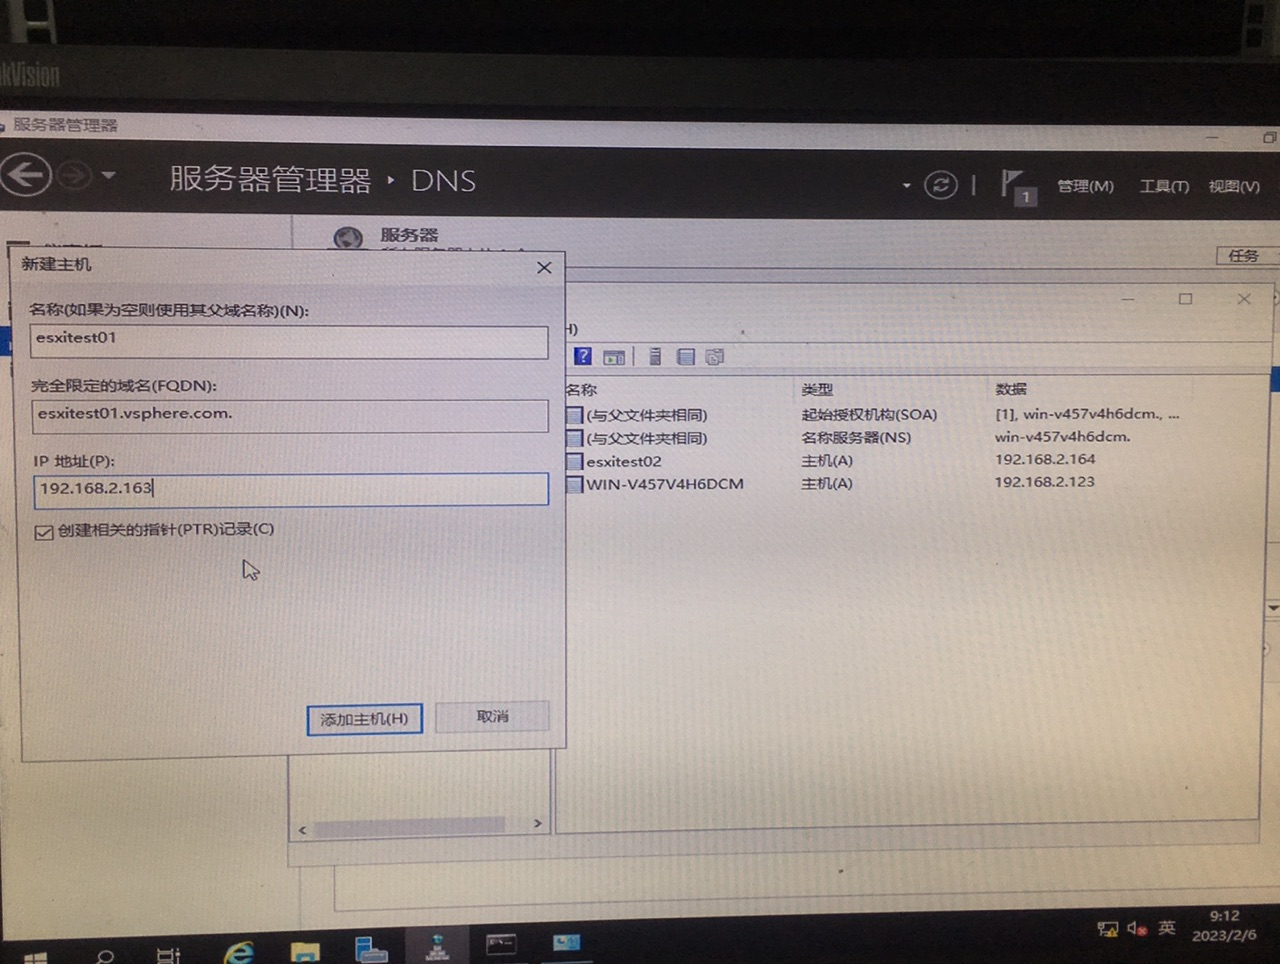 kVision
服务器管理器
服务器管理器 ‣ DNS
1
管理(M) 工具(T) 视图(V)
服务器
任务
新建主机
名称(如果为空则使用其父域名称)(N):
esxitest01
完全限定的域名(FQDN):
esxitest01.vsphere.com.
IP 地址(P):
192.168.2.163
创建相关的指针(PTR)记录(C)
添加主机(H) 取消
H)
名称 类型 数据
(与父文件夹相同) 起始授权机构(SOA) [1], win-v457v4h6dcm., ...
(与父文件夹相同) 名称服务器(NS) win-v457v4h6dcm.
esxitest02 主机(A) 192.168.2.164
WIN-V457V4H6DCM 主机(A) 192.168.2.123
英
9:12
2023/2/6